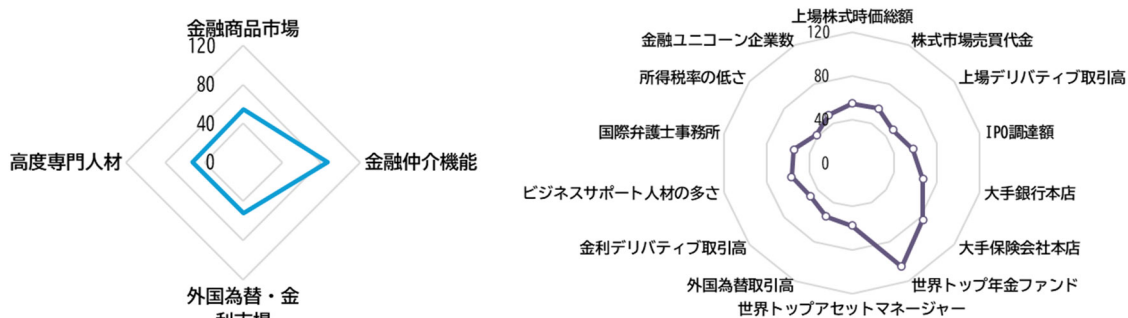 金融商品市場
120
80
40
0
高度専門人材
金融仲介機能
外国為替・金
利市場
上場株式時価総額
120
80
40
0
株式市場売買代金
上場デリバティブ取引高
IPO調達額
大手銀行本店
大手保険会社本店
世界トップ年金ファンド
世界トップアセットマネージャー
外国為替取引高
金利デリバティブ取引高
ビジネスサポート人材の多さ
国際弁護士事務所
所得税率の低さ
金融ユニコーン企業数